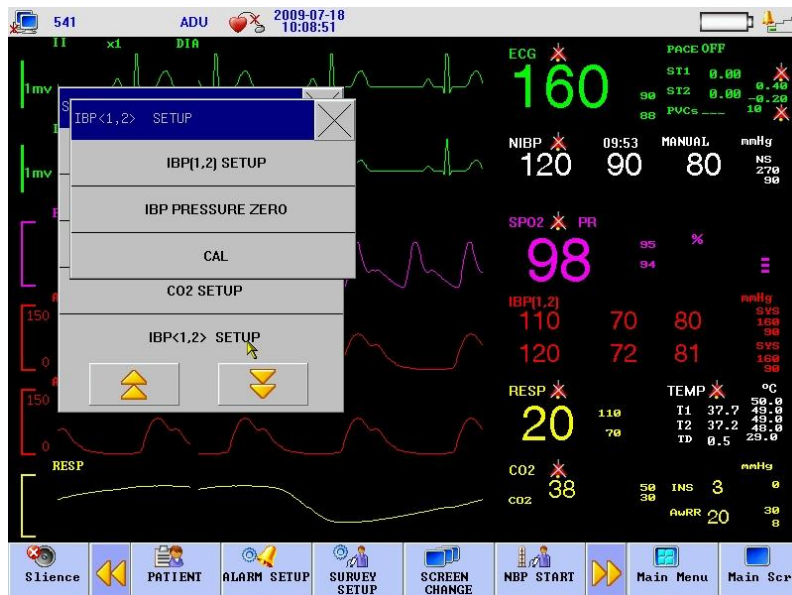 541 ADU 2009-07-18
10:08:51
II x1 DIA
1mv
S
IBP<1,2> SETUP
IBP(1,2) SETUP
IBP PRESSURE ZERO
CAL
CO2 SETUP
IBP<1,2> SETUP
1mv
150
0
150
0
RESP
ECG PACE OFF
160
90
88
ST1 0.00
ST2 0.00 0.40
-0.20
PVCs--- 10
NIBP 09:53 MANUAL mmHg
120 90 80 NS
270
90
SPO2 PR
98 95 %
94
IBP(1,2) mmHg
110 70 80 SYS
160
90
120 72 81 SYS
160
90
RESP
20 110
70
TEMP ºC
T1 37.7 50.0
49.0
T2 37.2 49.0
48.0
TD 0.5 29.0
CO2 mmHg
CO2 38 50
30
INS 3 0
AwRR 20 30
8
Slience PATIENT ALARM SETUP SURVEY SETUP SCREEN CHANGE NBP START Main Menu Main Scr